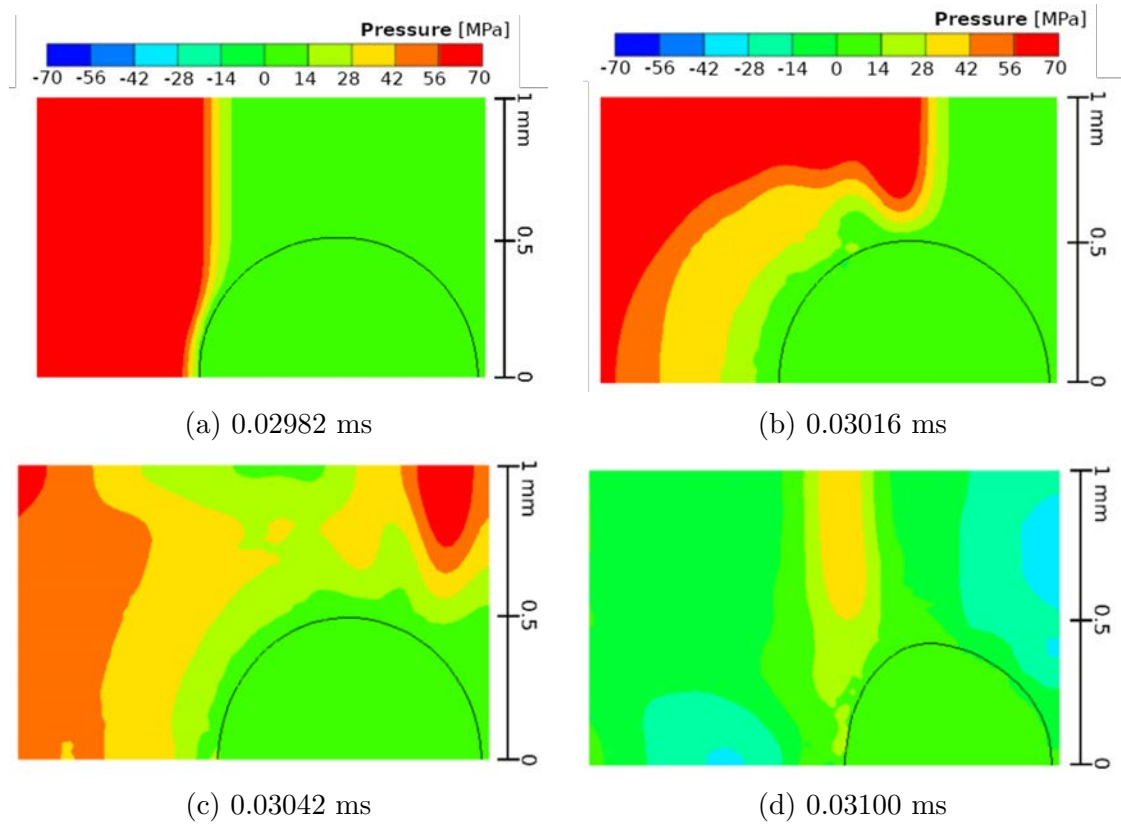 Pressure [MPa]
-70 -56 -42 -28 -14 0 14 28 42 56 70
1 mm
0.5
0
(a) 0.02982 ms
Pressure [MPa]
-70 -56 -42 -28 -14 0 14 28 42 56 70
1 mm
0.5
0
(b) 0.03016 ms
1 mm
0.5
0
(c) 0.03042 ms
1 mm
0.5
0
(d) 0.03100 ms